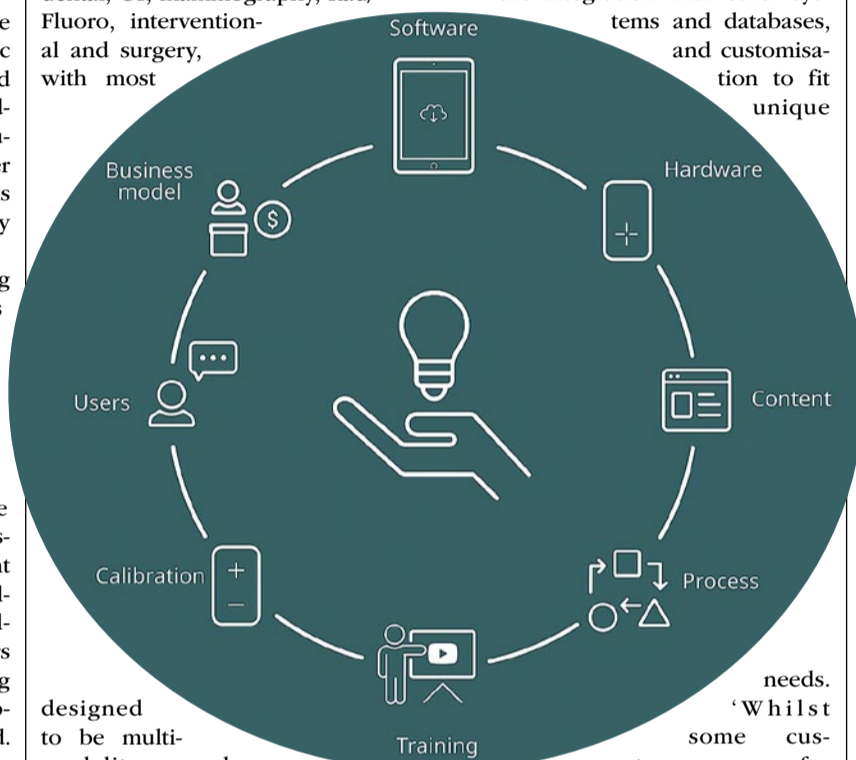 Fluoro, intervention-
al and surgery,
with most
designed
to be multi-
Software
Hardware
Content
Process
Training
Calibration
Users
Business
model
$
tems and databases,
and customisa-
tion to fit
unique
needs.
‘Whilst
some cus-